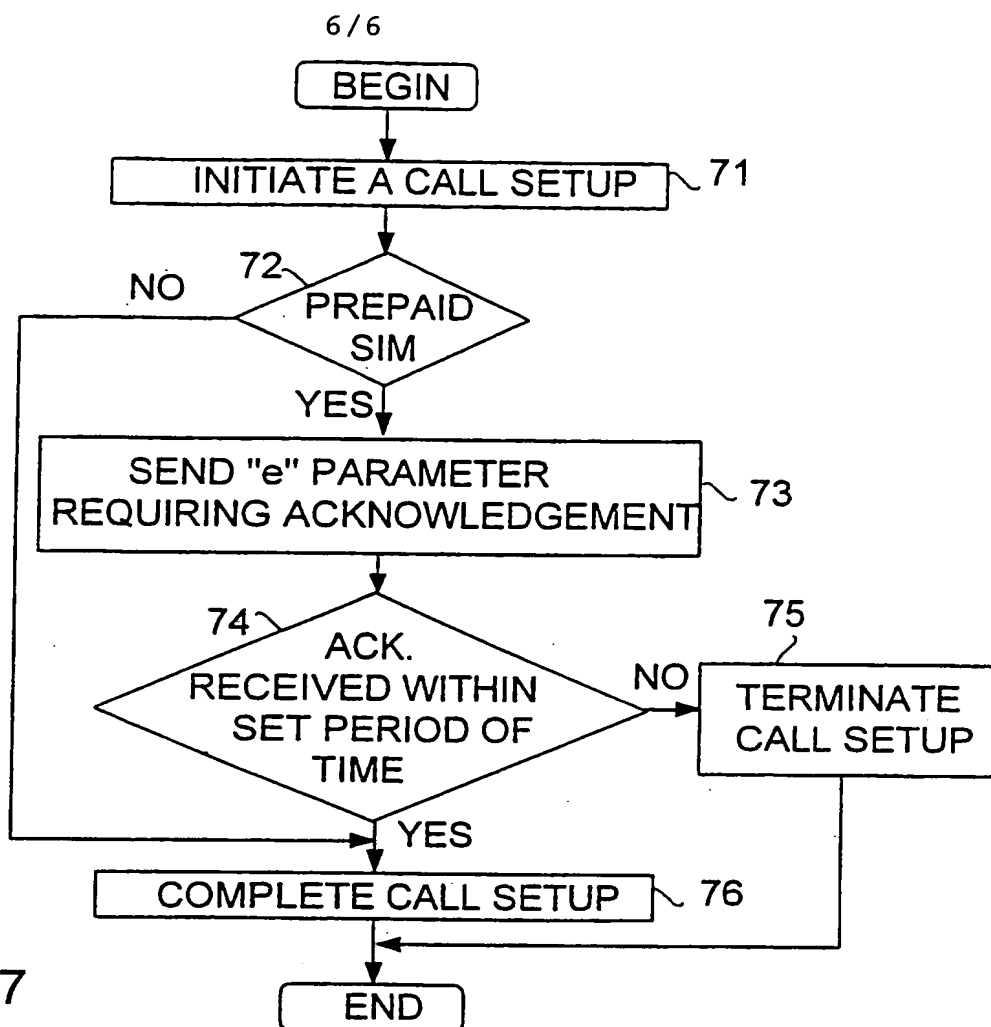 6/6
BEGIN
INITIATE A CALL SETUP
71
72
NO
PREPAID
SIM
YES
SEND "e" PARAMETER
REQUIRING ACKNOWLEDGEMENT
73
74
ACK.
RECEIVED WITHIN
SET PERIOD OF
TIME
NO
75
TERMINATE
CALL SETUP
YES
COMPLETE CALL SETUP
76
7
END